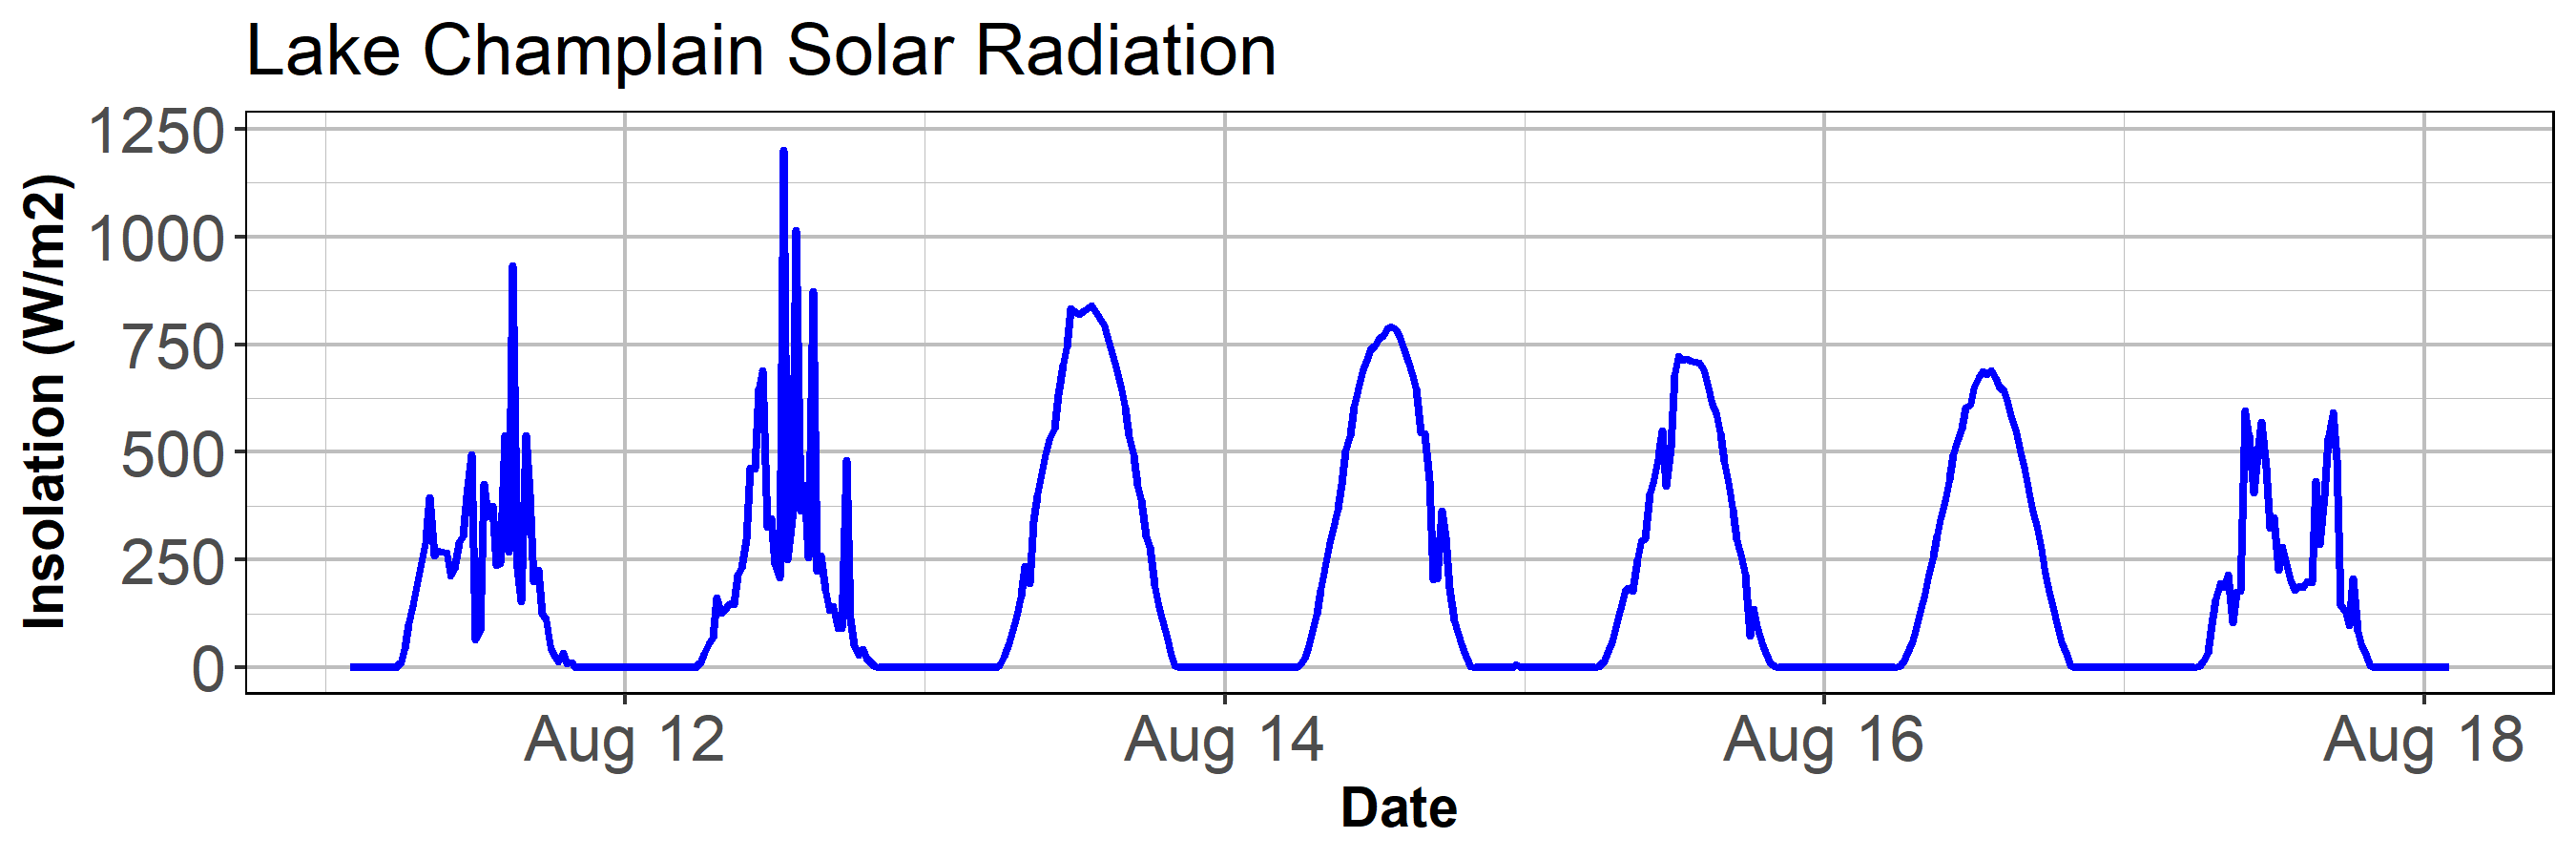 Lake Champlain Solar Radiation
1250
1000
750
500
250
0
Insolation (W/m2)
Aug 12 Aug 14 Aug 16 Aug 18
Date